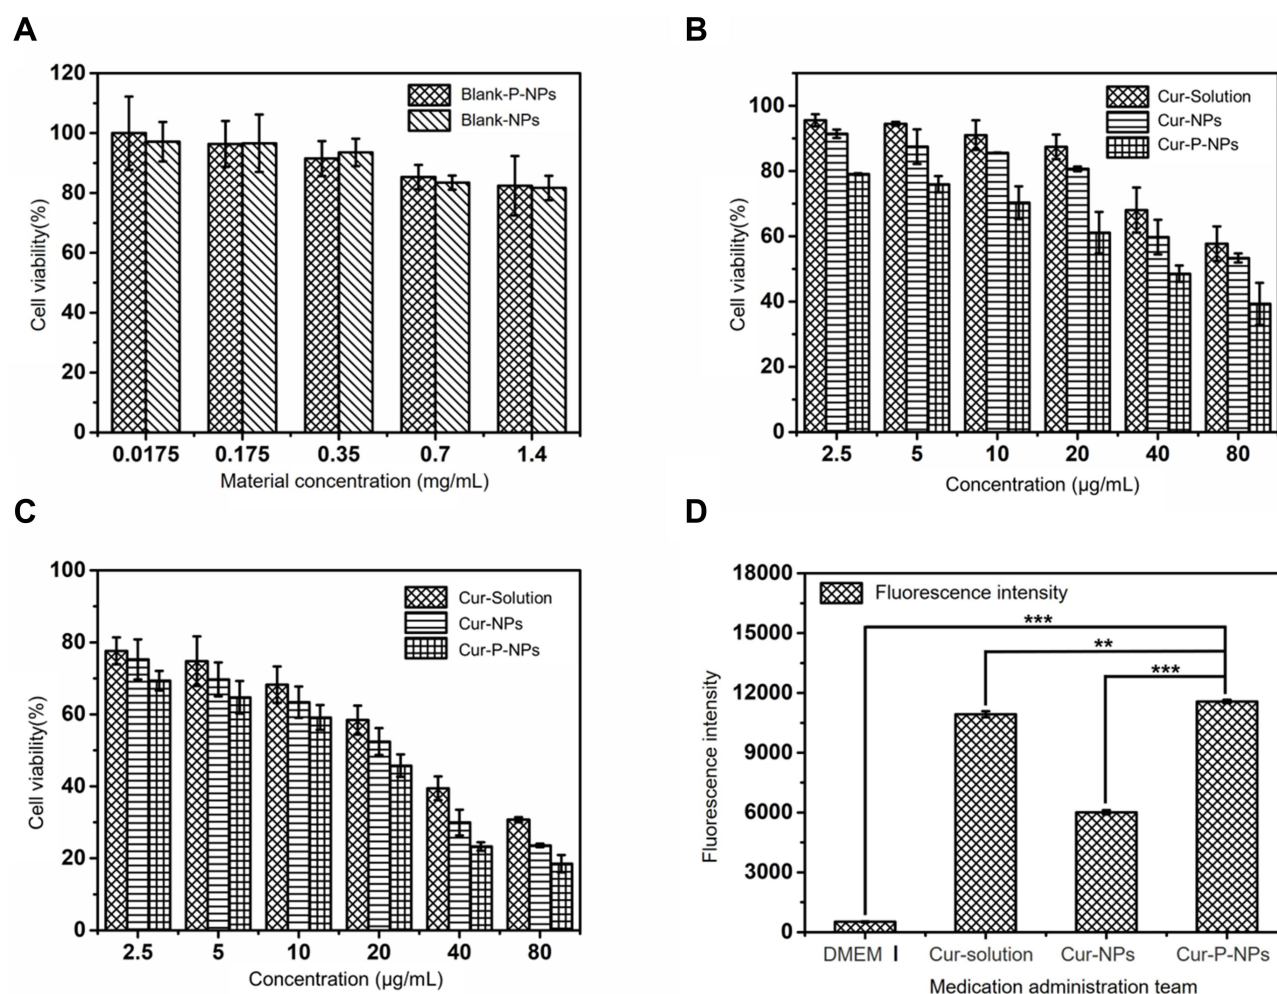 A
120
100
80
60
40
20
0
Cell viability(%)
Blank-P-NPs
Blank-NPs
0.0175 0.175 0.35 0.7 1.4
Material concentration (mg/mL)
B
100
80
60
40
20
0
Cell viability(%)
Cur-Solution
Cur-NPs
Cur-P-NPs
2.5 5 10 20 40 80
Concentration (µg/mL)
C
100
80
60
40
20
0
Cell viability(%)
Cur-Solution
Cur-NPs
Cur-P-NPs
2.5 5 10 20 40 80
Concentration (µg/mL)
D
18000
15000
12000
9000
6000
3000
0
Fluorescence intensity
Fluorescence intensity
***
**
***
DMEM I Cur-solution Cur-NPs Cur-P-NPs
Medication administration team